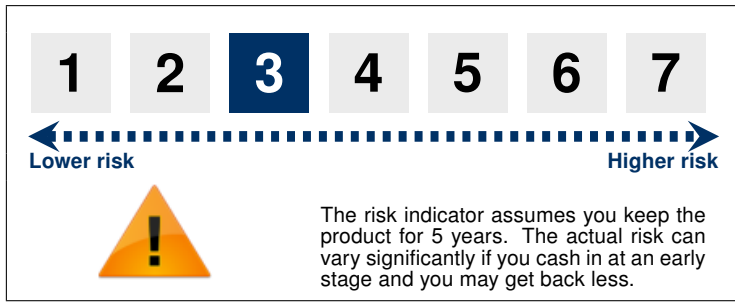 1 2 3 4 5 6 7
Lower risk Higher risk
!
The risk indicator assumes you keep the
product for 5 years. The actual risk can
vary significantly if you cash in at an early
stage and you may get back less.